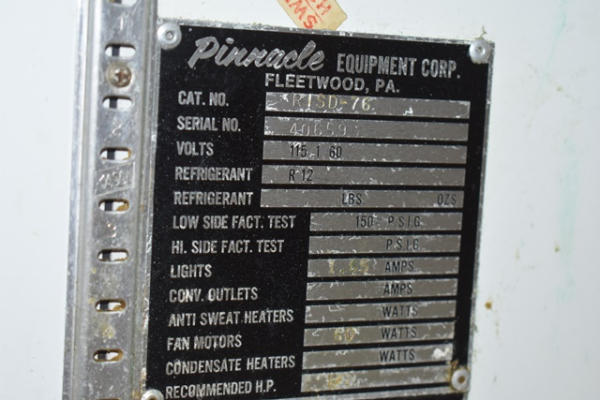 Pinnacle EQUIPMENT CORP.
FLEETWOOD, PA.
CAT. NO. RISD-76
SERIAL NO.
VOLTS 115 1 60
REFRIGERANT R 12
REFRIGERANT LBS OZS
LOW SIDE FACT. TEST 150 P.S.I.G.
HI. SIDE FACT. TEST P.S.I.G.
LIGHTS AMPS
CONV. OUTLETS AMPS
ANTI SWEAT HEATERS WATTS
FAN MOTORS WATTS
CONDENSATE HEATERS WATTS
RECOMMENDED H.P.